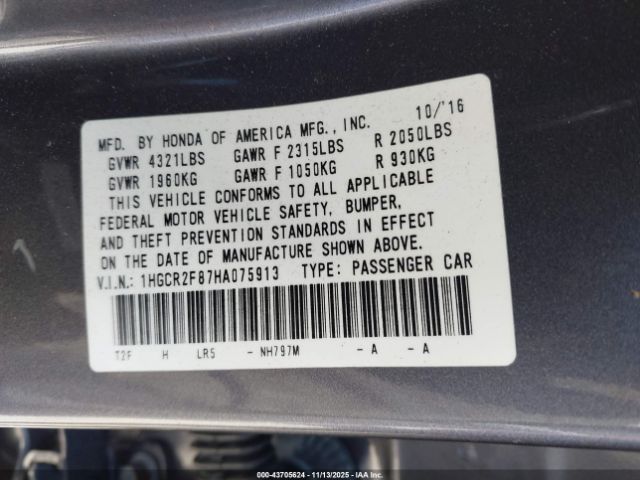 10/'16
MFD. BY HONDA OF AMERICA MFG., INC.
GVWR 4321LBS GAWR F 2315LBS R 2050LBS
GVWR 1960KG GAWR F 1050KG R 930KG
THIS VEHICLE CONFORMS TO ALL APPLICABLE
FEDERAL MOTOR VEHICLE SAFETY, BUMPER,
AND THEFT PREVENTION STANDARDS IN EFFECT
ON THE DATE OF MANUFACTURE SHOWN ABOVE.
V.I.N.: 1HGCR2F87HA075913 TYPE: PASSENGER CAR
T2F H LR5 - NH797M - A - A
00-43705624 | 11/13/2025 | IAA Inc.